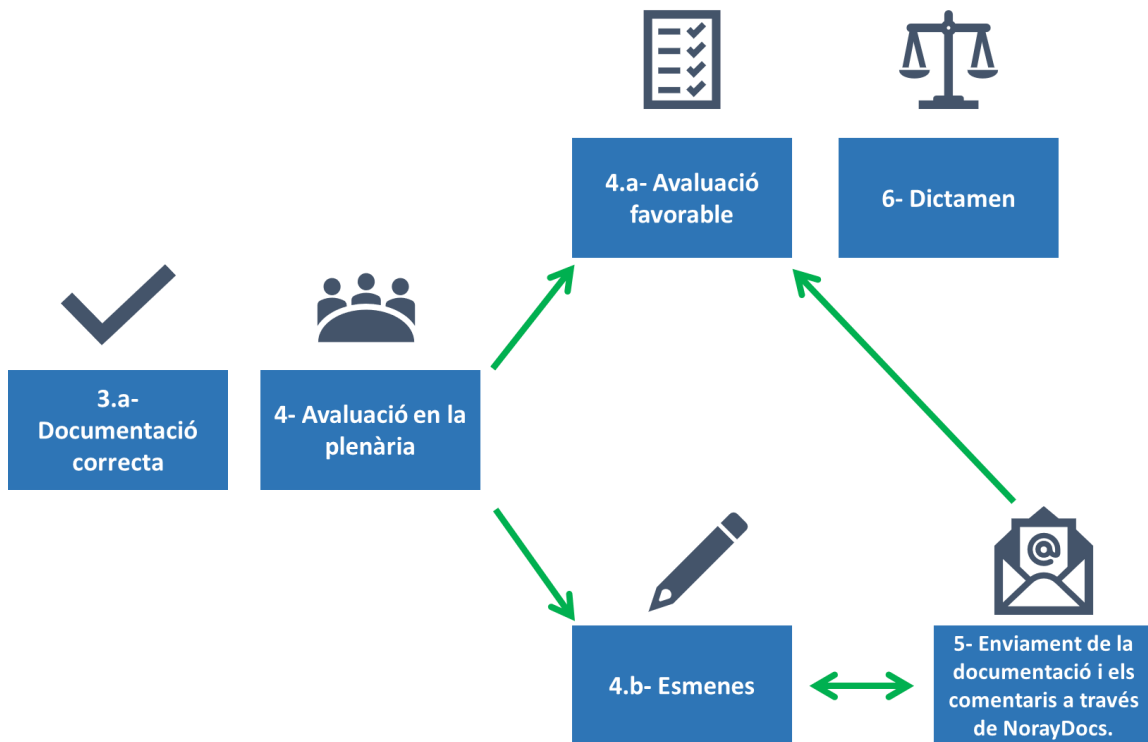 4.a- Avaluació
favorable
6- Dictamen
3.a-
Documentació
correcta
4- Avaluació en la
plenària
4.b- Esmenes
5- Enviament de la
documentació i els
comentaris a través
de NorayDocs.
@